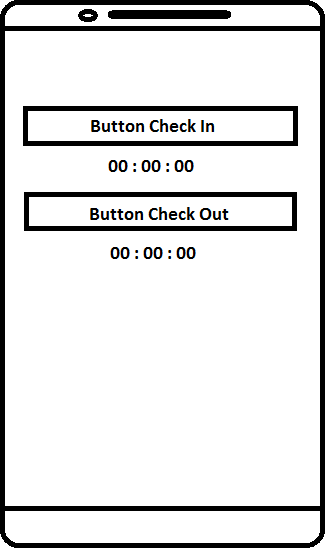 Button Check In
00 : 00 : 00
Button Check Out
00 : 00 : 00